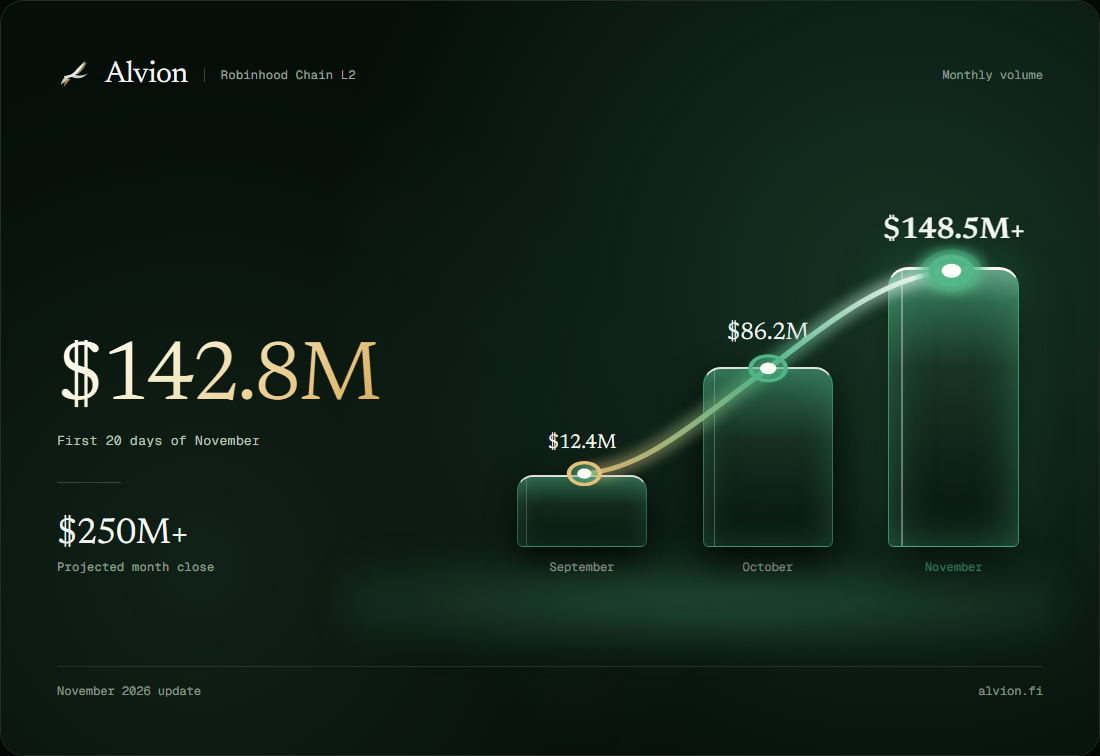 Alvion
Robinhood Chain L2
Monthly volume
$148.5M+
$86.2M
$142.8M
First 20 days of November
$12.4M
$250M+
Projected month close
September
October
November
November 2026 update
alvion.fi